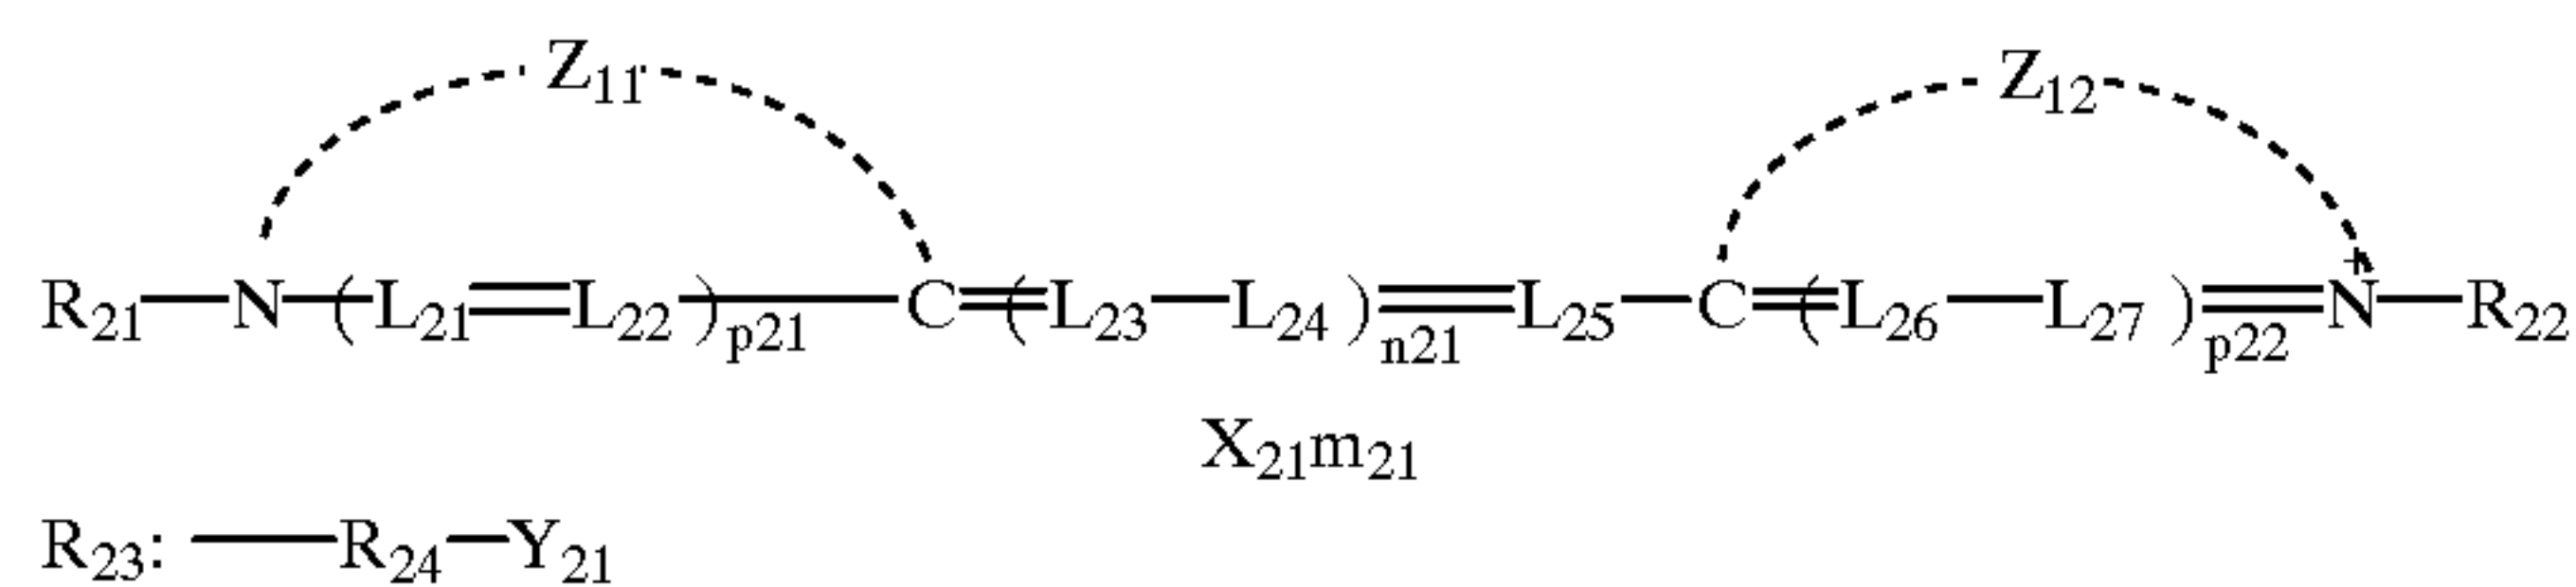 Z11 Z12
R21—N—(L21=L22)p21—C=(L23—L24)n21=L25—C=(L26—L27)p22=N+—R22
X21m21
R23: —R24—Y21